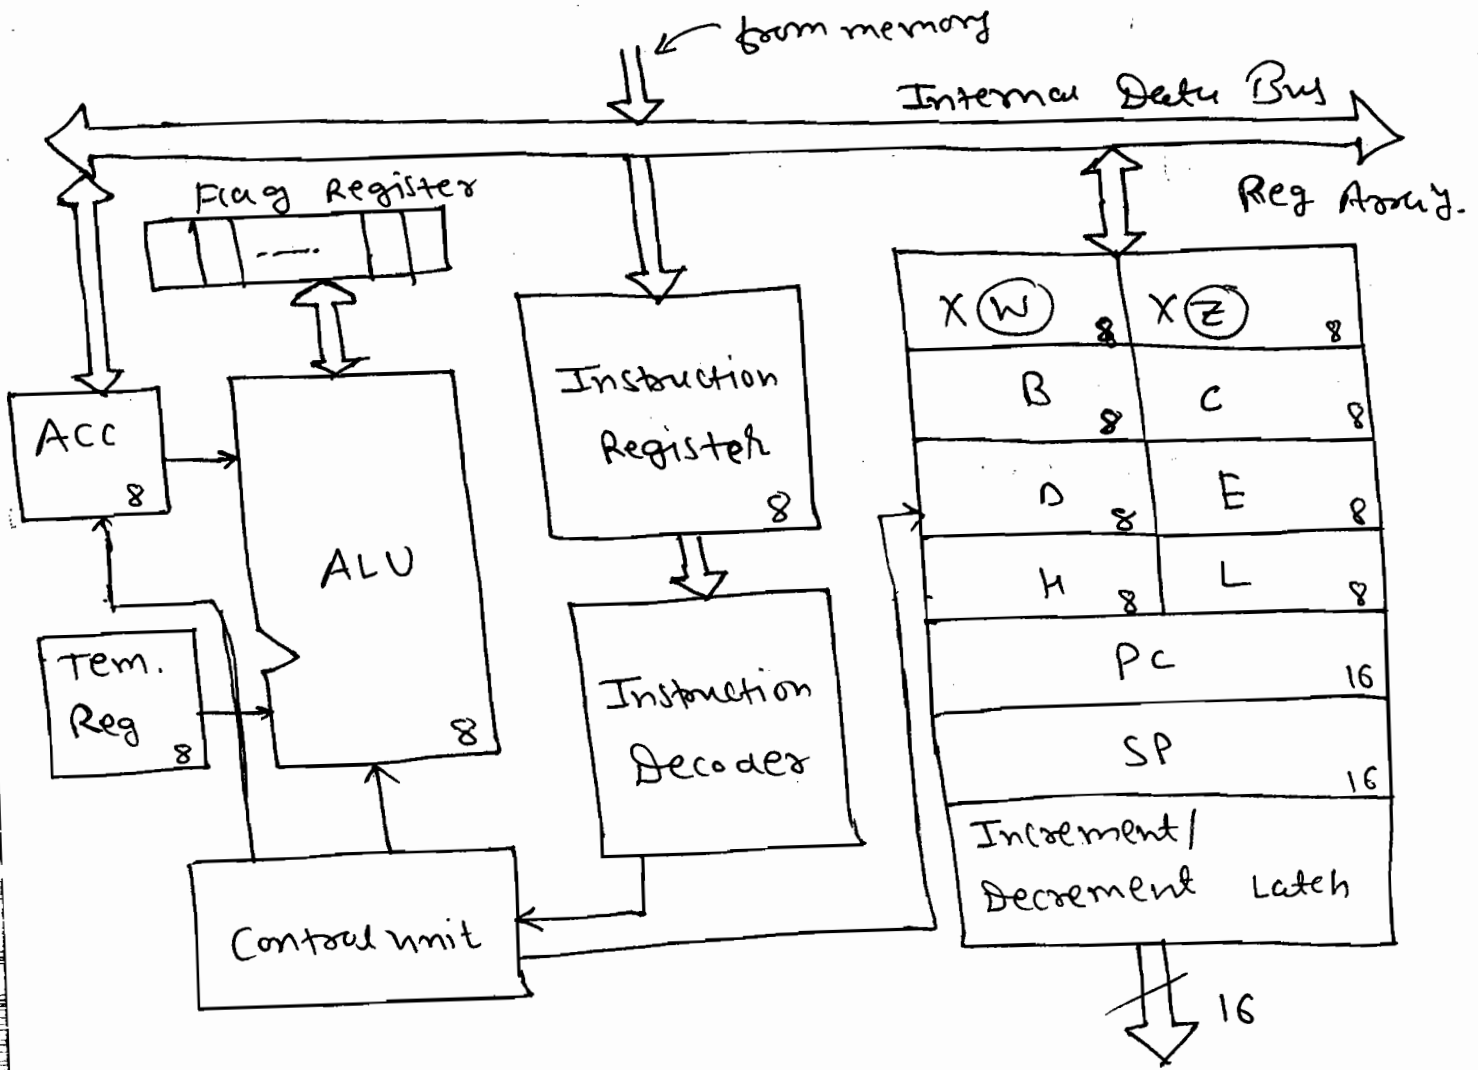 from memory
Internal Data Bus
Flag Register
Reg Array.
X W 8 X Z 8
B 8 C 8
D 8 E 8
H 8 L 8
PC 16
SP 16
Increment/
Decrement Latch
16
ACC
8
ALU
8
Tem.
Reg
8
Instruction
Register
8
Instruction
Decoder
Control unit